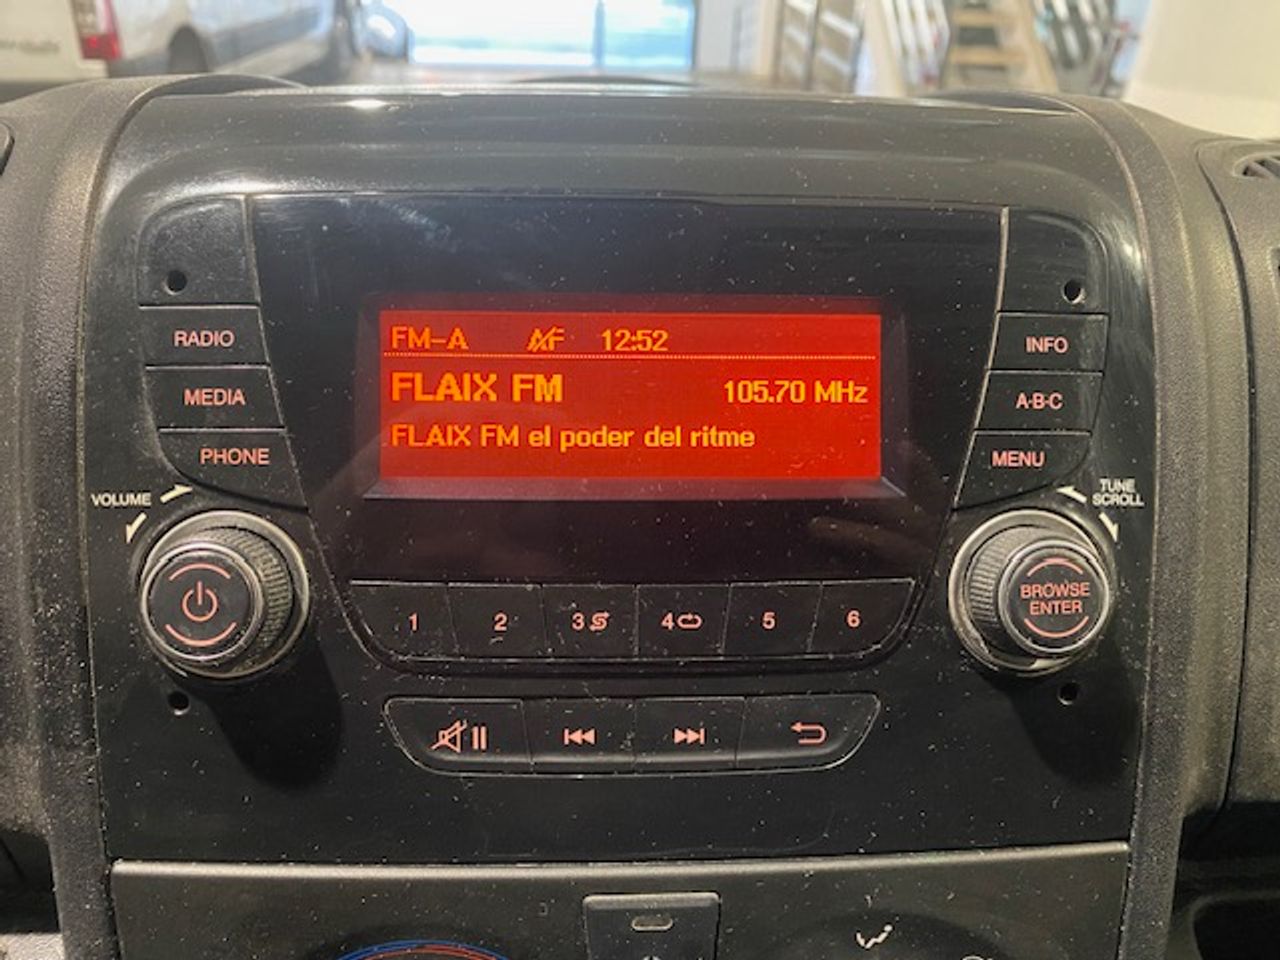 FM-A AF 12:52
FLAIX FM 105.70 MHz
FLAIX FM el poder del ritme
RADIO
MEDIA
PHONE
VOLUME
INFO
A·B·C
MENU
TUNE
SCROLL
BROWSE
ENTER
1 2 3 4 5 6